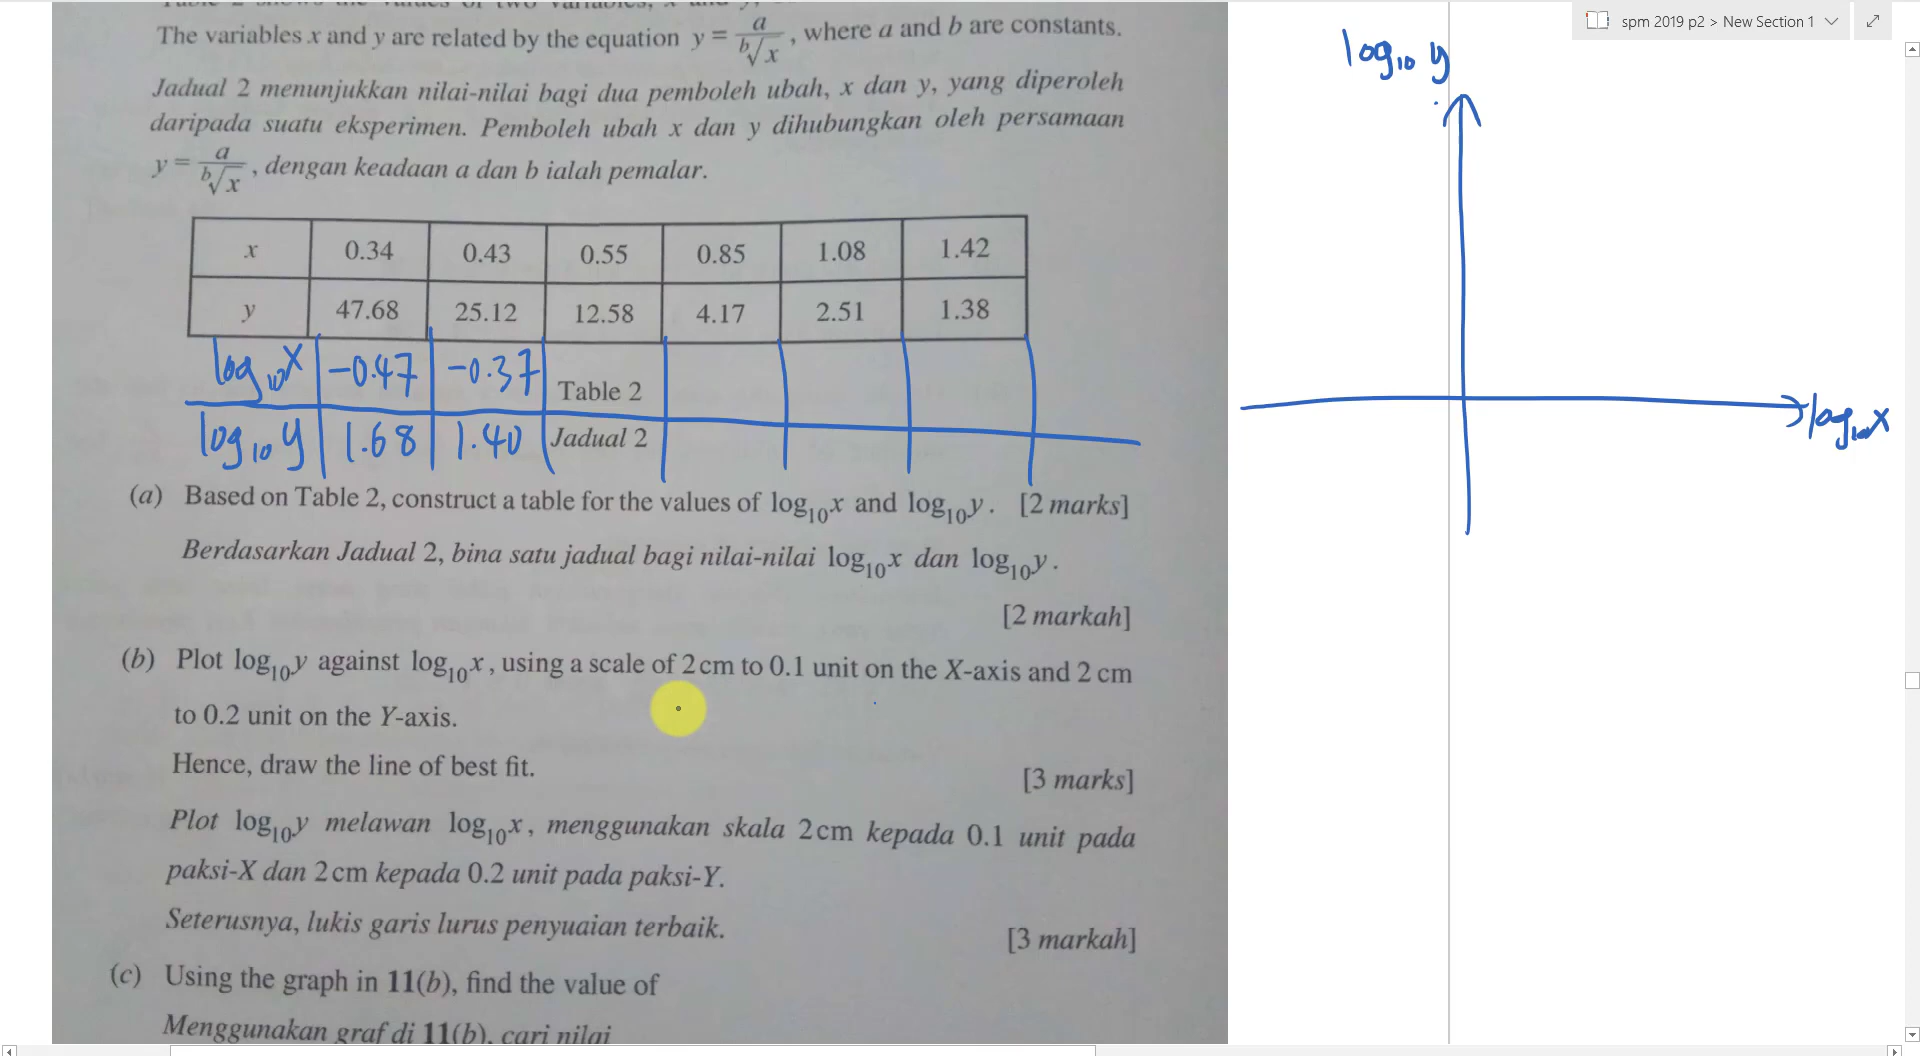 spm 2019 p2 > New Section 1
The variables x and y are related by the equation y = a/ᵇ√x, where a and b are constants.
Jadual 2 menunjukkan nilai-nilai bagi dua pemboleh ubah, x dan y, yang diperoleh
daripada suatu eksperimen. Pemboleh ubah x dan y dihubungkan oleh persamaan
y = a/ᵇ√x, dengan keadaan a dan b ialah pemalar.
x 0.34 0.43 0.55 0.85 1.08 1.42
y 47.68 25.12 12.58 4.17 2.51 1.38
log₁₀x -0.47 -0.37
Table 2
log₁₀y 1.68 1.40
Jadual 2
(a) Based on Table 2, construct a table for the values of log₁₀x and log₁₀y. [2 marks]
Berdasarkan Jadual 2, bina satu jadual bagi nilai-nilai log₁₀x dan log₁₀y.
[2 markah]
(b) Plot log₁₀y against log₁₀x, using a scale of 2 cm to 0.1 unit on the X-axis and 2 cm
to 0.2 unit on the Y-axis.
Hence, draw the line of best fit. [3 marks]
Plot log₁₀y melawan log₁₀x, menggunakan skala 2 cm kepada 0.1 unit pada
paksi-X dan 2 cm kepada 0.2 unit pada paksi-Y.
Seterusnya, lukis garis lurus penyuaian terbaik. [3 markah]
(c) Using the graph in 11(b), find the value of
Menggunakan graf di 11(b), cari nilai
log₁₀ y
log₁₀x